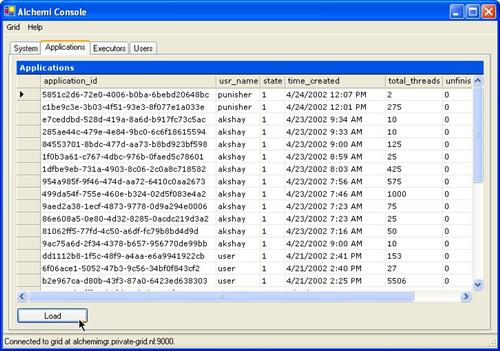 Alchemi Console
Grid Help
System Applications Executors Users
Applications
application_id usr_name state time_created total_threads unfinis
5851c2d6-72e0-4006-b0ba-6bebd20648bc punisher 1 4/24/2002 12:07 PM 2 0
c1be9c3e-3b03-4f51-93e3-8f077e1a033e punisher 1 4/24/2002 12:01 PM 275 0
e7ceddbd-528d-419a-8a6d-b917fc73c5ac akshay 1 4/23/2002 9:34 AM 10 0
285ae44c-479e-4e84-9bc0-6c6f18615594 akshay 1 4/23/2002 9:33 AM 10 0
84553701-8bdc-477d-aa73-b8bd923bf598 akshay 1 4/23/2002 9:00 AM 125 0
1f0b3a61-c767-4dbc-976b-0faed5c78601 akshay 1 4/23/2002 8:59 AM 25 0
1dfbe9eb-731a-4903-8c06-2c0a8c718582 akshay 1 4/23/2002 8:03 AM 425 0
954a985f-9f46-474d-aa72-6410c0aa2673 akshay 1 4/23/2002 7:56 AM 575 0
499da54f-755e-460e-b324-02d5f083e4a2 akshay 1 4/23/2002 7:46 AM 1000 0
9aed2a38-1ecf-4873-9778-0d9a294e0006 akshay 1 4/23/2002 7:23 AM 75 0
86e608a5-0e80-4d32-8285-0acdc219d3a2 akshay 1 4/23/2002 7:23 AM 25 0
81062ff5-77fd-4c50-a6df-fc79b8bd4d9d akshay 1 4/23/2002 7:16 AM 50 0
9ac75a6d-2f34-4378-b657-956770de99bb akshay 1 4/22/2002 9:00 AM 10 0
dd1112b8-1f5c-48f9-a4aa-e6a9941922cb user 1 4/21/2002 2:41 PM 153 0
6f06ace1-5052-47b3-9c56-34bf0f843cf2 user 1 4/21/2002 2:40 PM 27 0
b2e967ca-d80b-43f3-87a0-6423ed638303 user 1 4/21/2002 2:25 PM 5506 0
Load
Connected to grid at alchemimgr.private-grid.nl:9000.